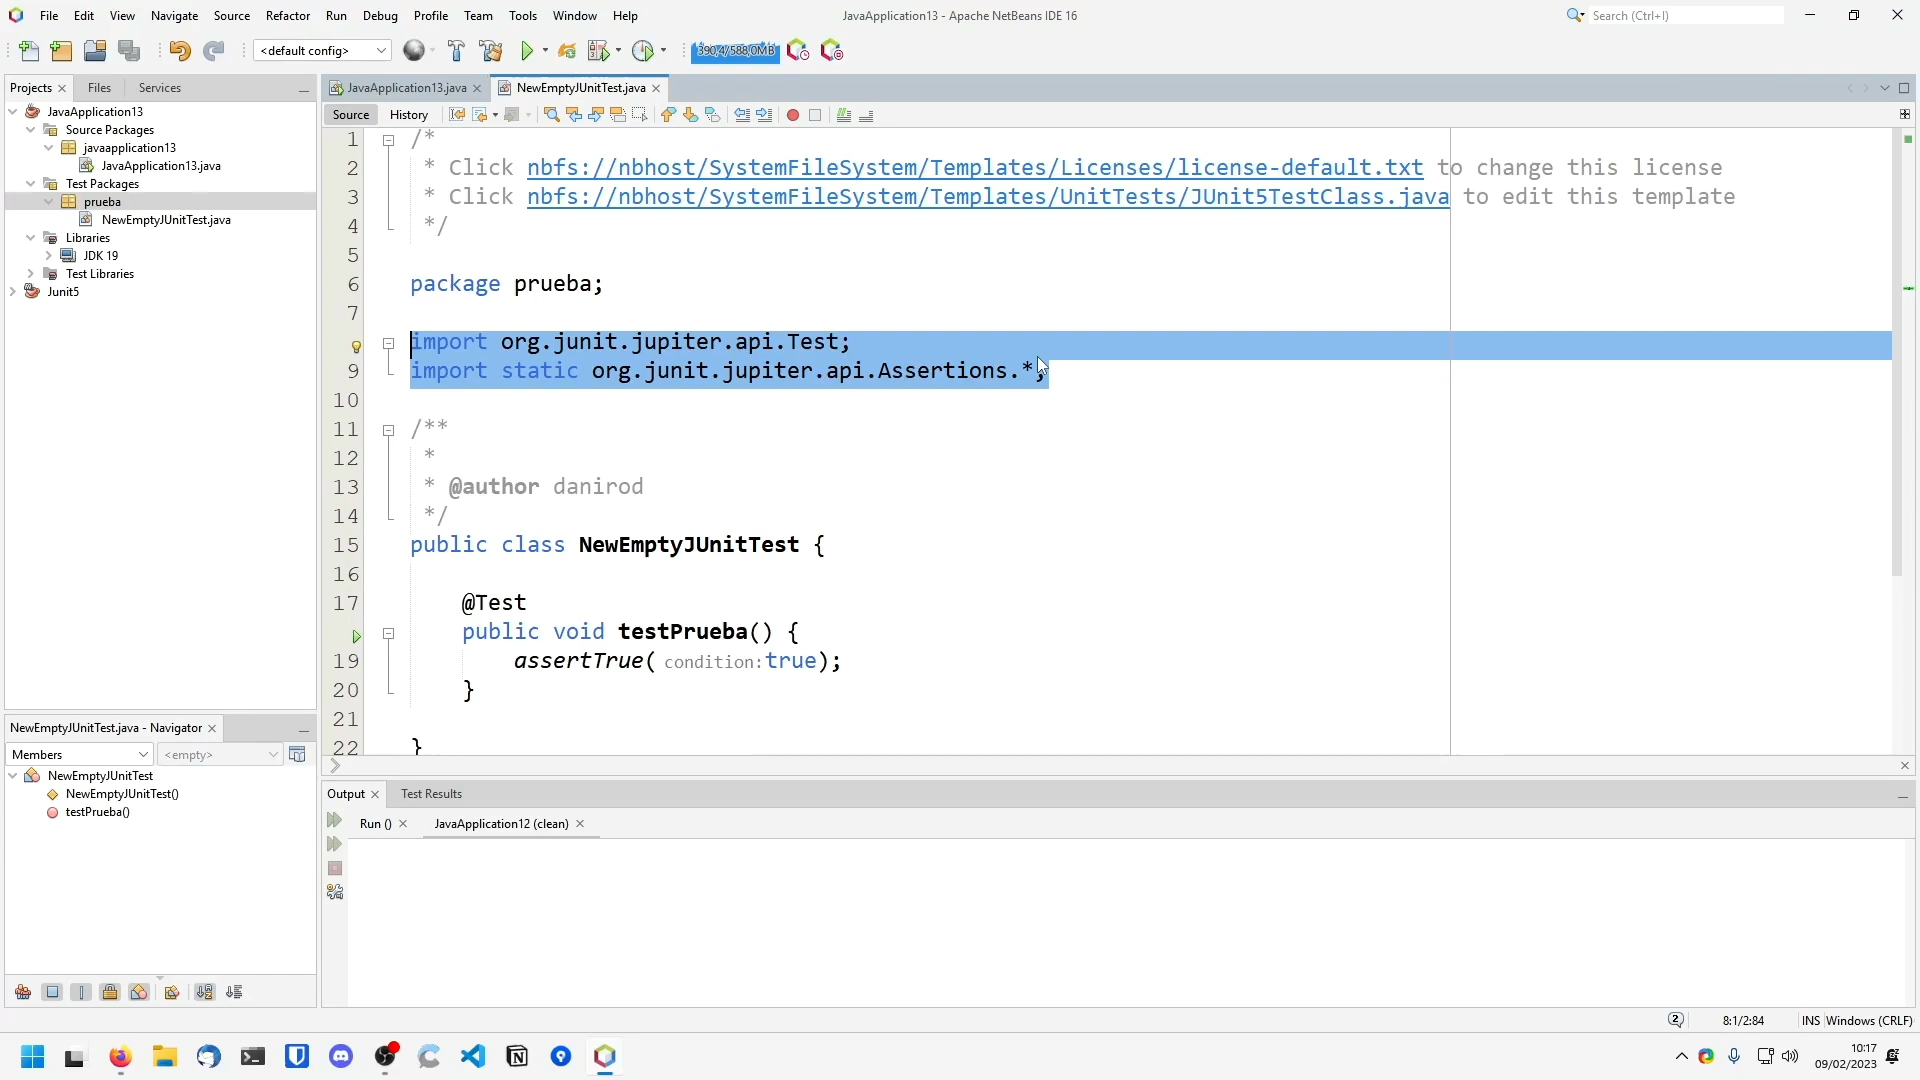 File Edit View Navigate Source Refactor Run Debug Profile Team Tools Window Help
JavaApplication13 - Apache NetBeans IDE 16
Search (Ctrl+I)
<default config>
390,4/588,0MB
Projects
Files
Services
JavaApplication13
Source Packages
javaapplication13
JavaApplication13.java
Test Packages
prueba
NewEmptyJUnitTest.java
Libraries
JDK 19
Test Libraries
Junit5
JavaApplication13.java
NewEmptyJUnitTest.java
Source
History
1 /*
2 * Click nbfs://nbhost/SystemFileSystem/Templates/Licenses/license-default.txt to change this license
3 * Click nbfs://nbhost/SystemFileSystem/Templates/UnitTests/JUnit5TestClass.java to edit this template
4 */
5
6 package prueba;
7
import org.junit.jupiter.api.Test;
9 import static org.junit.jupiter.api.Assertions.*;
10
11 /**
12 *
13 * @author danirod
14 */
15 public class NewEmptyJUnitTest {
16
17 @Test
public void testPrueba() {
19 assertTrue( condition:true);
20 }
21
22 }
NewEmptyJUnitTest.java - Navigator
Members
<empty>
NewEmptyJUnitTest
NewEmptyJUnitTest()
testPrueba()
Output
Test Results
Run ()
JavaApplication12 (clean)
2
8:1/2:84
INS
Windows (CRLF)
10:17
09/02/2023